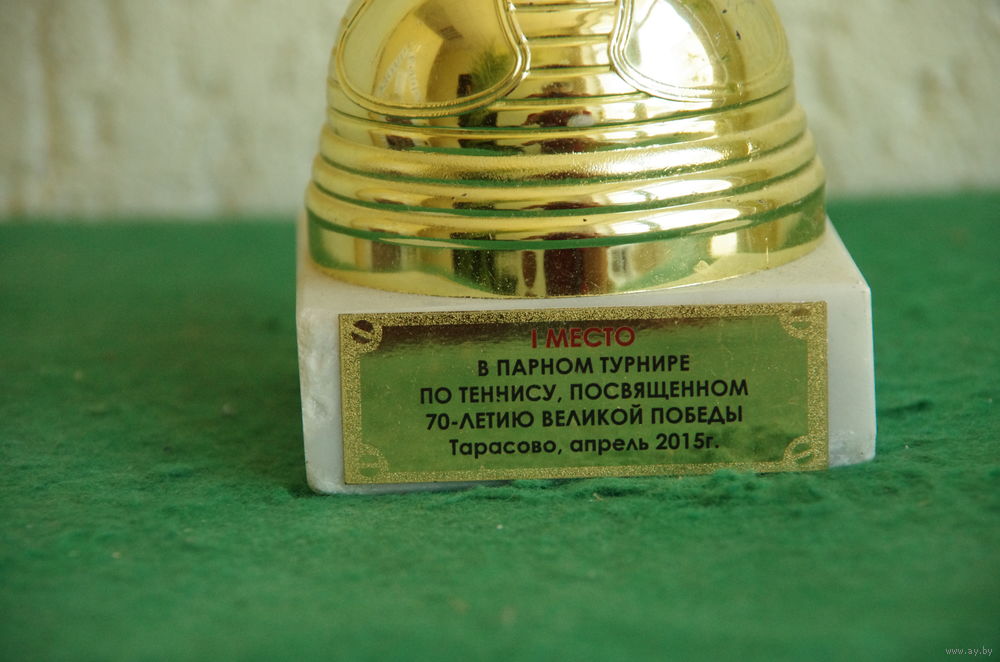 I МЕСТО
В ПАРНОМ ТУРНИРЕ
ПО ТЕННИСУ, ПОСВЯЩЕННОМ
70-ЛЕТИЮ ВЕЛИКОЙ ПОБЕДЫ
Тарасово, апрель 2015г.
www.ay.by